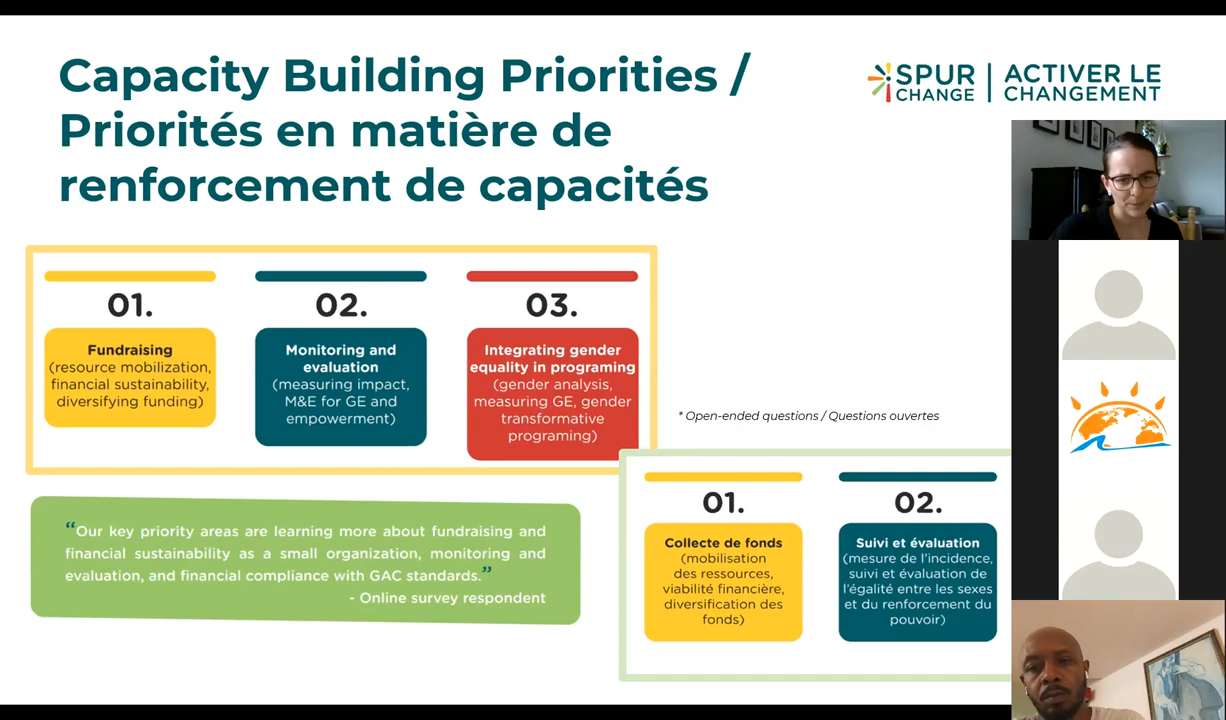 Capacity Building Priorities /
Priorités en matière de
renforcement de capacités
SPUR
CHANGE
ACTIVER LE
CHANGEMENT
01.
Fundraising
(resource mobilization,
financial sustainability,
diversifying funding)
02.
Monitoring and
evaluation
(measuring impact,
M&E for GE and
empowerment)
03.
Integrating gender
equality in programing
(gender analysis,
measuring GE, gender
transformative
programing)
* Open-ended questions / Questions ouvertes
“Our key priority areas are learning more about fundraising and
financial sustainability as a small organization, monitoring and
evaluation, and financial compliance with GAC standards.”
- Online survey respondent
01.
Collecte de fonds
(mobilisation
des ressources,
viabilité financière,
diversification des
fonds)
02.
Suivi et évaluation
(mesure de l’incidence,
suivi et évaluation de
l’égalité entre les sexes
et du renforcement du
pouvoir)